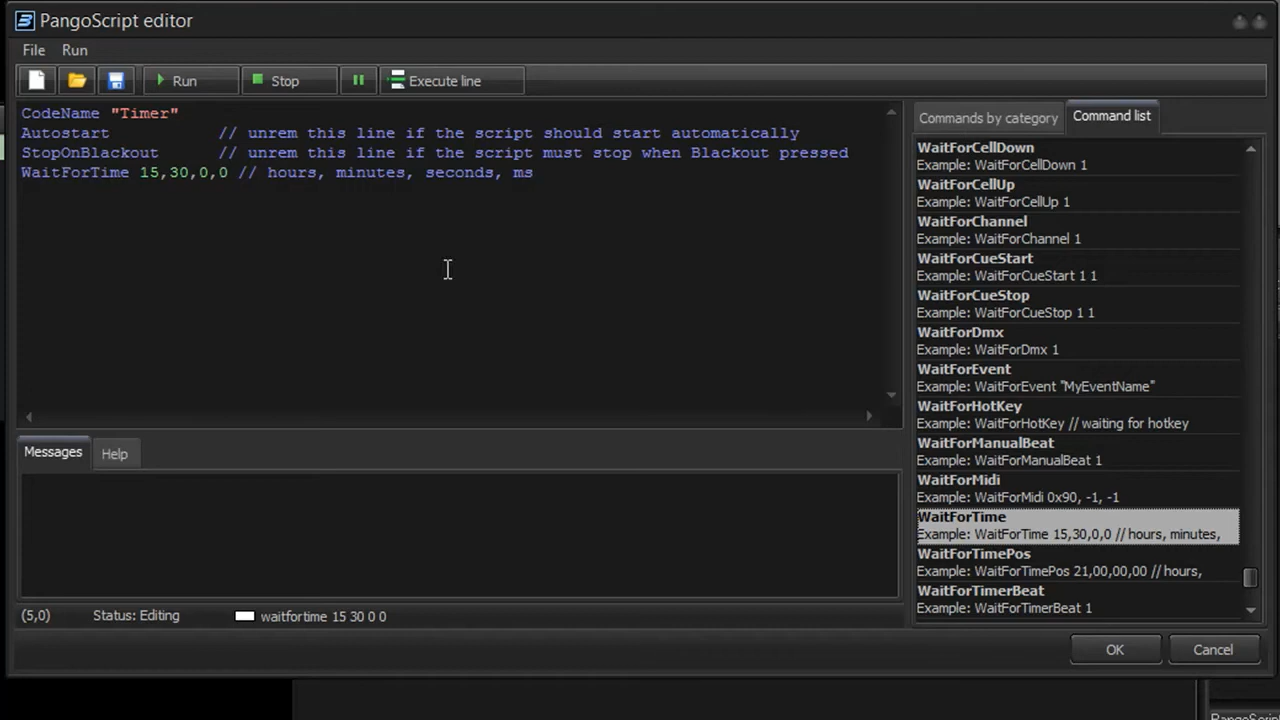 PangoScript editor
File Run
Run Stop Execute line
CodeName "Timer"
Autostart // unrem this line if the script should start automatically
StopOnBlackout // unrem this line if the script must stop when Blackout pressed
WaitForTime 15,30,0,0 // hours, minutes, seconds, ms
Commands by category Command list
WaitForCellDown
Example: WaitForCellDown 1
WaitForCellUp
Example: WaitForCellUp 1
WaitForChannel
Example: WaitForChannel 1
WaitForCueStart
Example: WaitForCueStart 1 1
WaitForCueStop
Example: WaitForCueStop 1 1
WaitForDmx
Example: WaitForDmx 1
WaitForEvent
Example: WaitForEvent "MyEventName"
WaitForHotKey
Example: WaitForHotKey // waiting for hotkey
WaitForManualBeat
Example: WaitForManualBeat 1
WaitForMidi
Example: WaitForMidi 0x90, -1, -1
WaitForTime
Example: WaitForTime 15,30,0,0 // hours, minutes,
WaitForTimePos
Example: WaitForTimePos 21,00,00,00 // hours,
WaitForTimerBeat
Example: WaitForTimerBeat 1
Messages Help
(5,0) Status: Editing waitfortime 15 30 0 0
OK Cancel